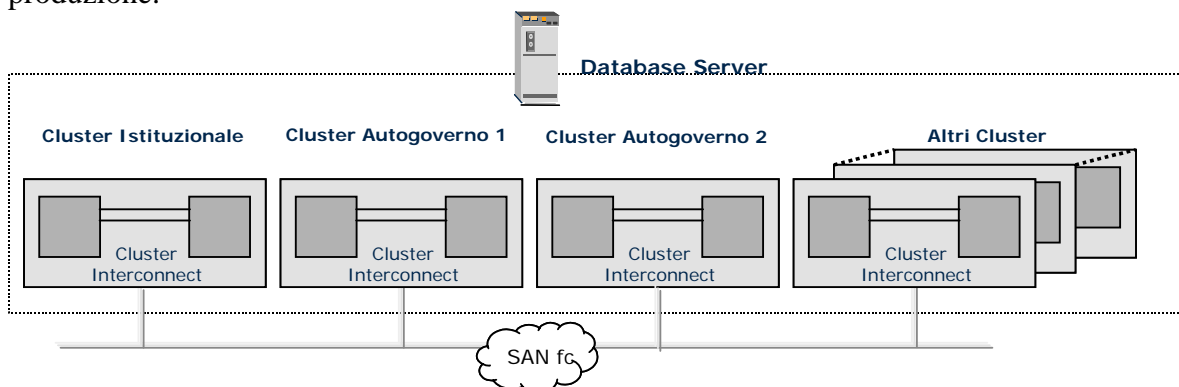 produzione.
Database Server
Cluster Istituzionale
Cluster Autogoverno 1
Cluster Autogoverno 2
Altri Cluster
Cluster
Interconnect
Cluster
Interconnect
Cluster
Interconnect
Cluster
Interconnect
SAN fc